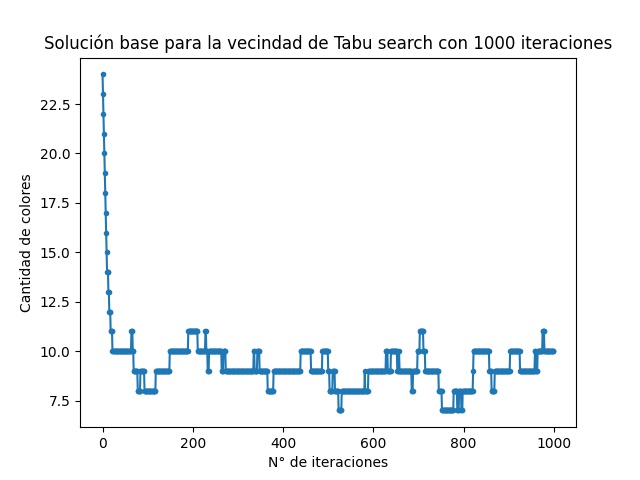 Solución base para la vecindad de Tabu search con 1000 iteraciones
22.5
20.0
17.5
15.0
12.5
10.0
7.5
Cantidad de colores
0 200 400 600 800 1000
N° de iteraciones